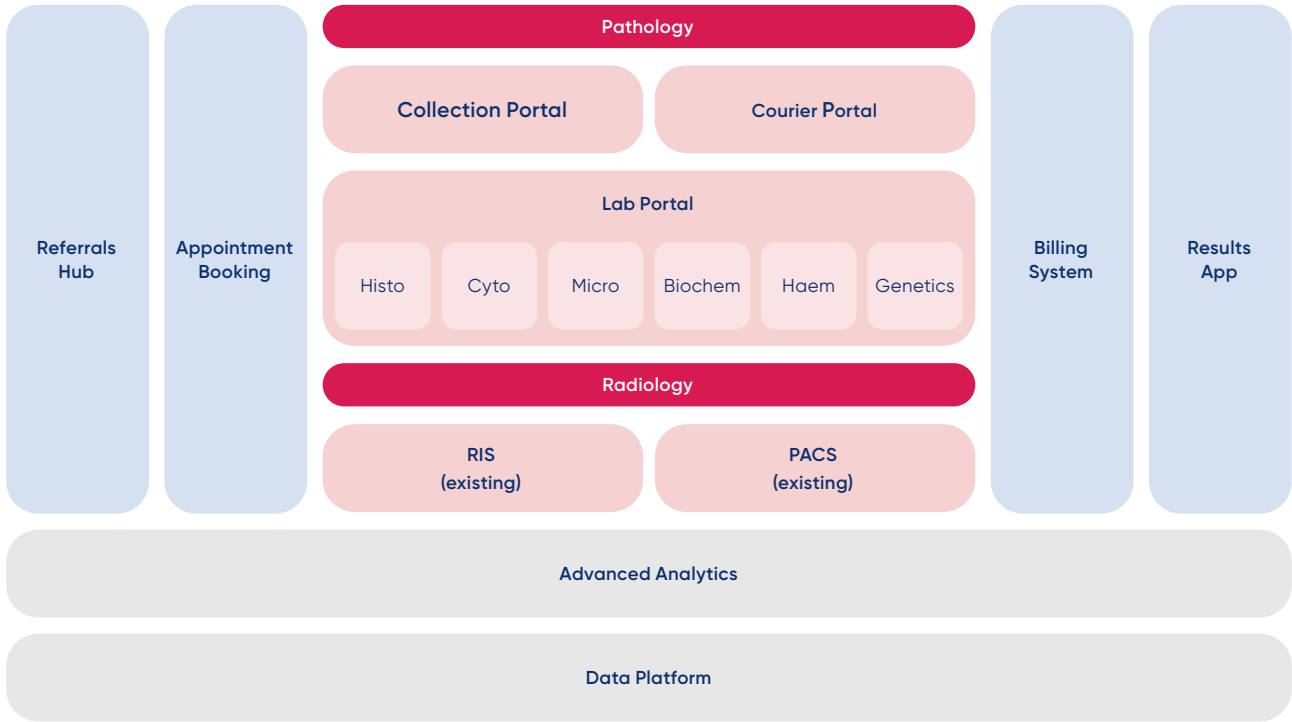 Pathology
Collection Portal
Courier Portal
Lab Portal
Histo
Cyto
Micro
Biochem
Haem
Genetics
Referrals
Hub
Appointment
Booking
Billing
System
Results
App
Radiology
RIS
(existing)
PACS
(existing)
Advanced Analytics
Data Platform